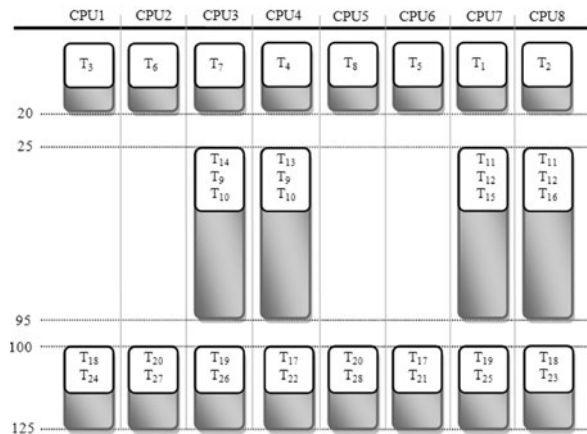 CPU1 CPU2 CPU3 CPU4 CPU5 CPU6 CPU7 CPU8
T3 T6 T7 T4 T8 T5 T1 T2
20
25
T14 T13 T11 T11
T9 T9 T12 T12
T10 T10 T15 T16
95
100
T18 T20 T19 T17 T20 T17 T19 T18
T24 T27 T26 T22 T28 T21 T25 T23
125